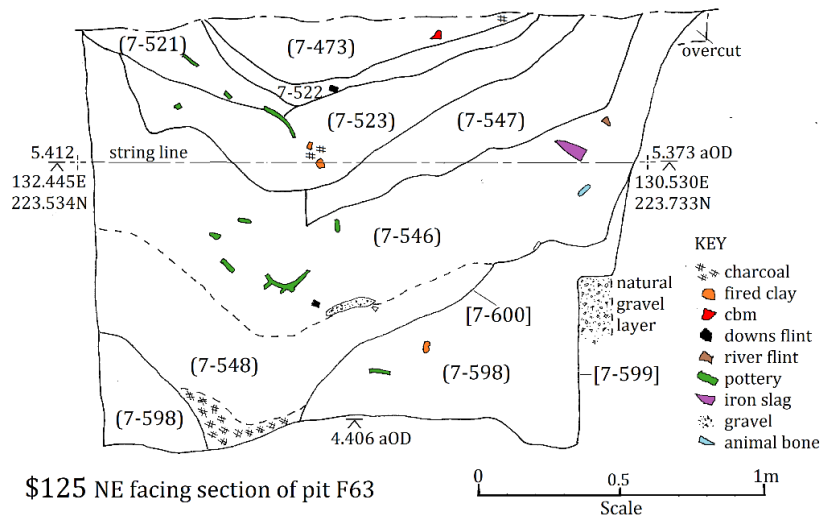 (7-521)
(7-473)
overcut
7-522
(7-523)
(7-547)
5.412
string line
5.373 aOD
132.445E
223.534N
130.530E
223.733N
(7-546)
KEY
charcoal
fired clay
cbm
downs flint
river flint
pottery
iron slag
gravel
animal bone
natural
gravel
layer
[7-600]
(7-548)
(7-598)
[7-599]
(7-598)
4.406 aOD
$125 NE facing section of pit F63
0
0.5
1m
Scale